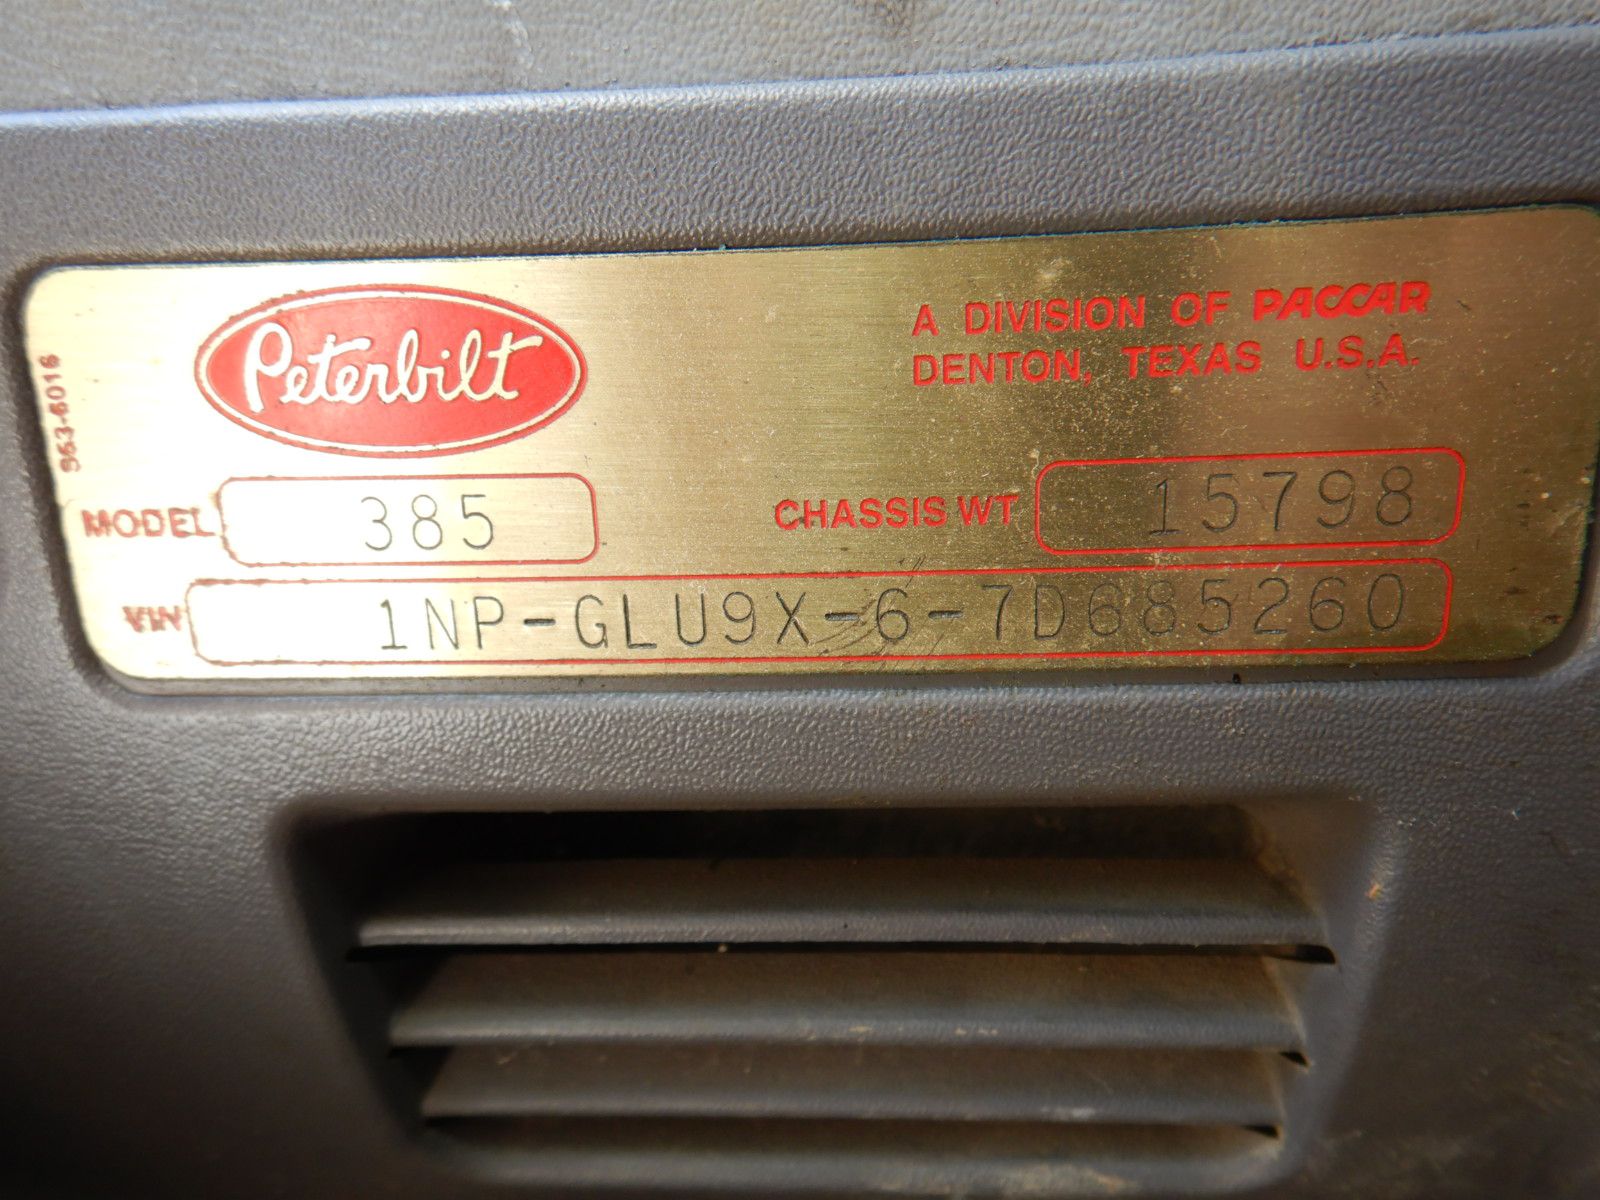 Peterbilt
A DIVISION OF PACCAR
DENTON, TEXAS U.S.A.
963-6016
MODEL 385 CHASSIS WT 15798
VIN 1NP-GLU9X-6-7D685260